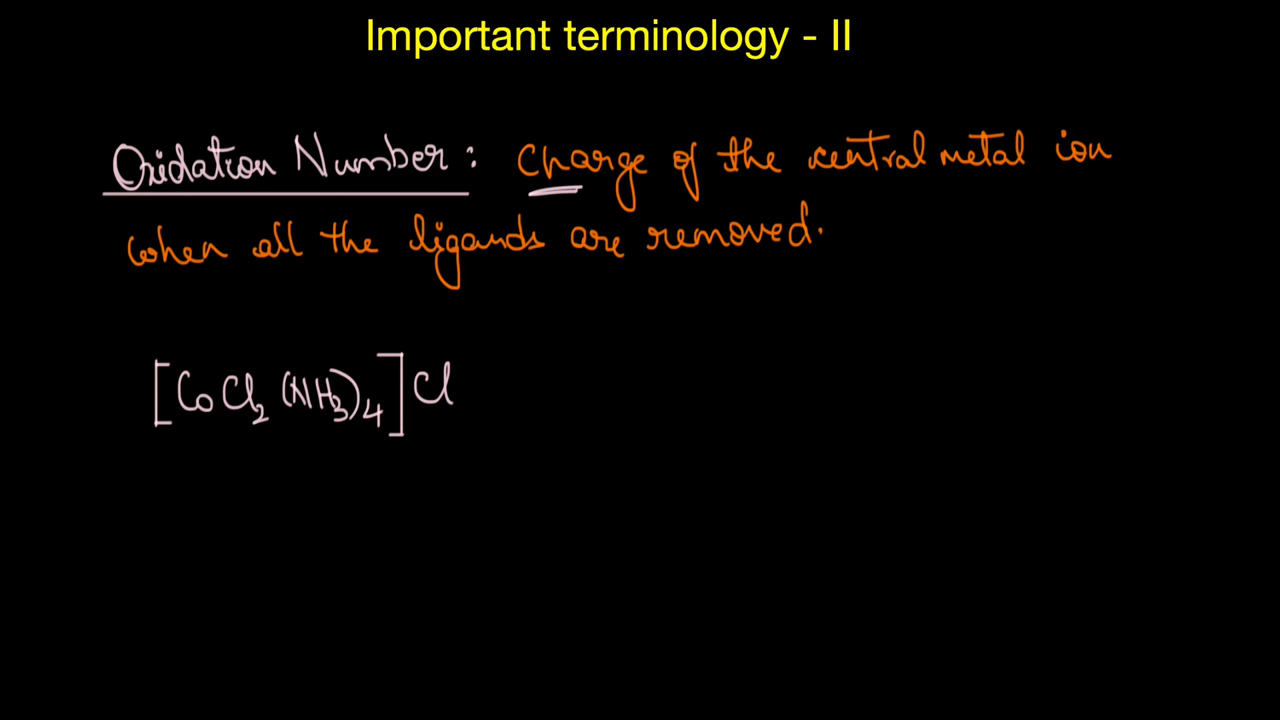 Important terminology - II
Oxidation Number : Charge of the central metal ion
when all the ligands are removed.
[CoCl₂(NH₃)₄]Cl